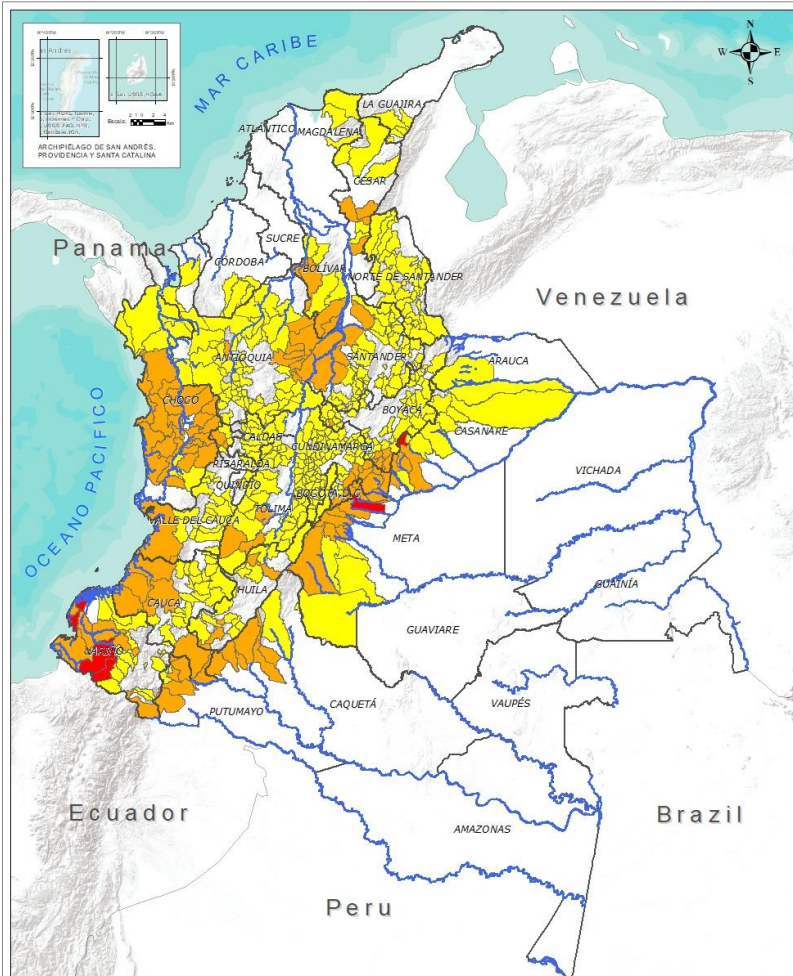 MAR CARIBE
N
W
E
S
Escala:
ARCHIPIÉLAGO DE SAN ANDRÉS,
PROVIDENCIA Y SANTA CATALINA
LA GUAJIRA
ATLÁNTICO
MAGDALENA
CESAR
Panama
SUCRE
CÓRDOBA
BOLÍVAR
NORTE DE SANTANDER
Venezuela
ANTIOQUIA
SANTANDER
ARAUCA
OCEANO PACIFICO
CHOCÓ
BOYACÁ
CALDAS
CUNDINAMARCA
CASANARE
RISARALDA
VICHADA
QUINDIO
BOGOTÁ, D.C.
TOLIMA
VALLE DEL CAUCA
META
HUILA
GUAINÍA
CAUCA
GUAVIARE
NARIÑO
CAQUETÁ
VAUPÉS
PUTUMAYO
Ecuador
Brazil
AMAZONAS
Peru